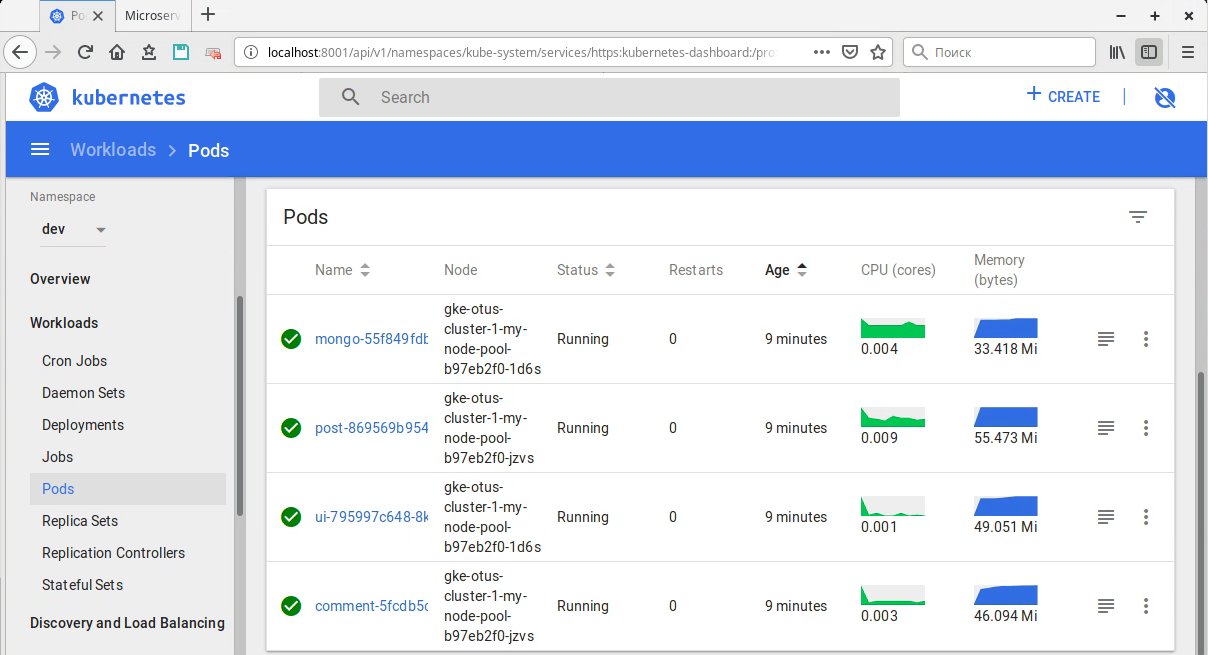 Po
Microserv
localhost:8001/api/v1/namespaces/kube-system/services/https:kubernetes-dashboard:/pro
Поиск
kubernetes
Search
+ CREATE |
Workloads > Pods
Namespace
dev
Overview
Workloads
Cron Jobs
Daemon Sets
Deployments
Jobs
Pods
Replica Sets
Replication Controllers
Stateful Sets
Discovery and Load Balancing
Pods
Name Node Status Restarts Age CPU (cores) Memory
(bytes)
gke-otus-
cluster-1-my-
node-pool-
b97eb2f0-1d6s
mongo-55f849fdb Running 0 9 minutes 0.004 33.418 Mi
gke-otus-
cluster-1-my-
node-pool-
b97eb2f0-jzvs
post-869569b954 Running 0 9 minutes 0.009 55.473 Mi
gke-otus-
cluster-1-my-
node-pool-
b97eb2f0-1d6s
ui-795997c648-8k Running 0 9 minutes 0.001 49.051 Mi
gke-otus-
cluster-1-my-
node-pool-
b97eb2f0-jzvs
comment-5fcdb5c Running 0 9 minutes 0.003 46.094 Mi